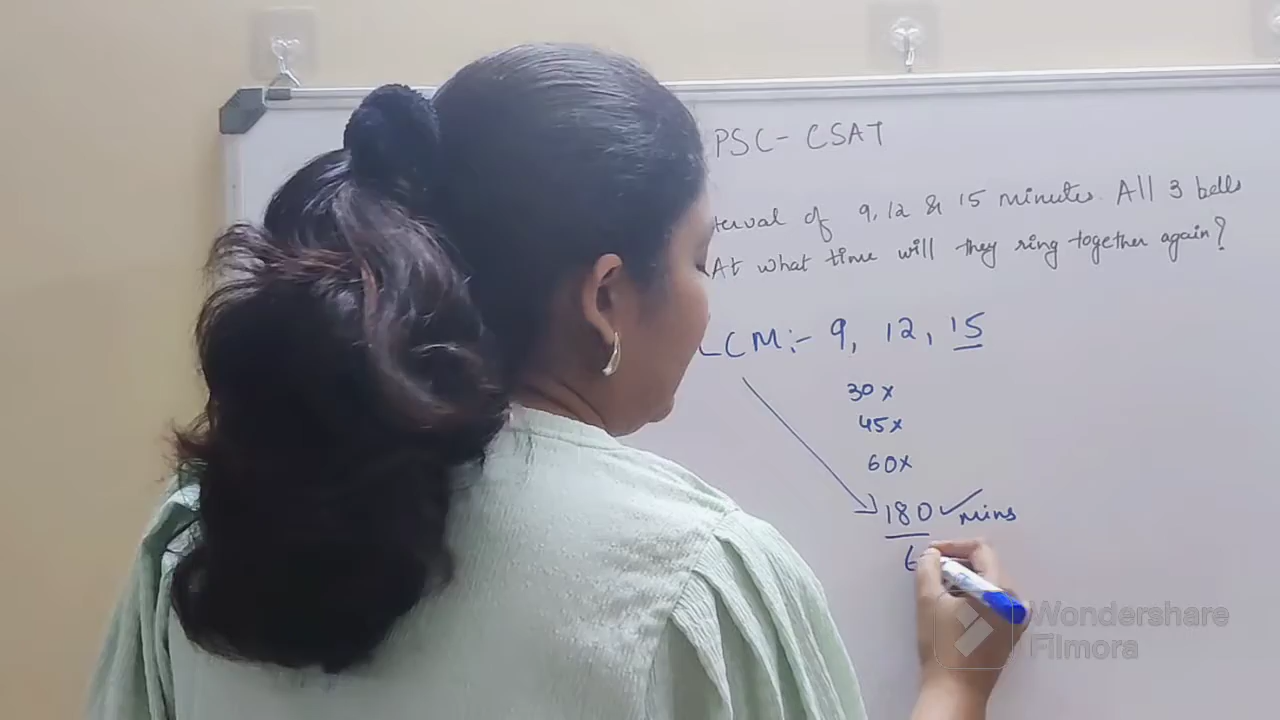 PSC - CSAT
terval of 9, 12 & 15 minutes. All 3 bells
At what time will they ring together again?
LCM:- 9, 12, 15
30x
45x
60x
180 ✓ mins
6
Wondershare
Filmora